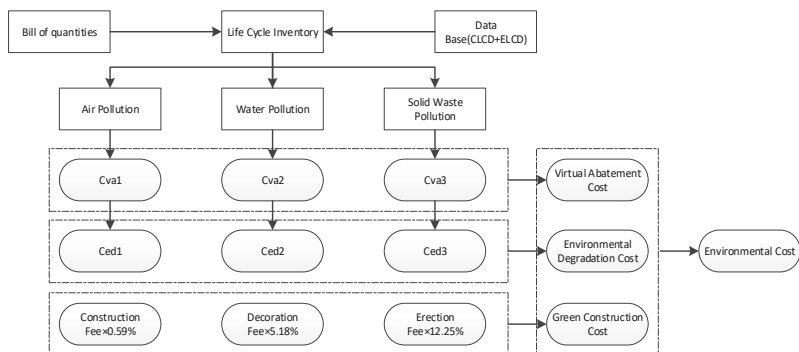 Bill of quantities
Life Cycle Inventory
Data
Base(CLCD+ELCD)
Air Pollution
Water Pollution
Solid Waste
Pollution
Cva1
Cva2
Cva3
Virtual Abatement
Cost
Ced1
Ced2
Ced3
Environmental
Degradation Cost
Environmental Cost
Construction
Fee×0.59%
Decoration
Fee×5.18%
Erection
Fee×12.25%
Green Construction
Cost